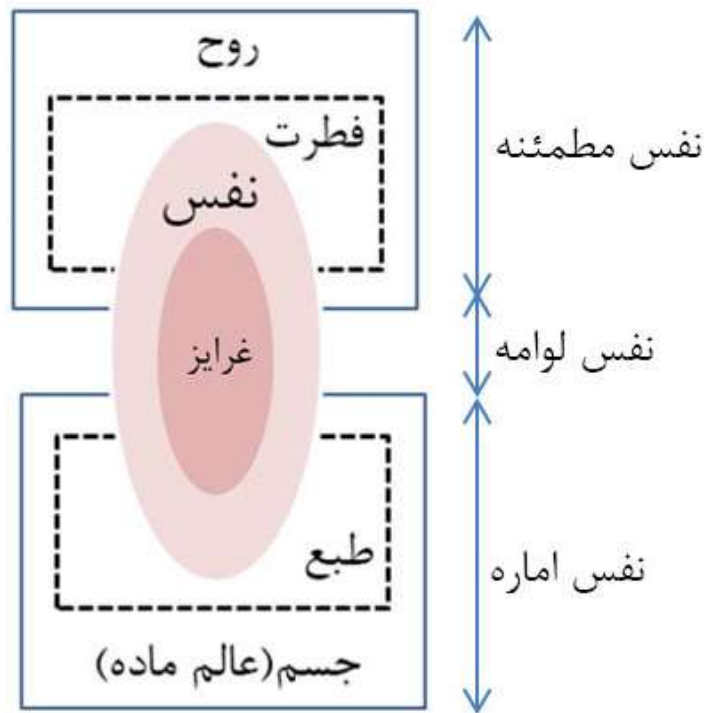 روح
فطرت
نفس
غرایز
طبع
جسم(عالم ماده)
نفس مطمئنه
نفس لوامه
نفس اماره